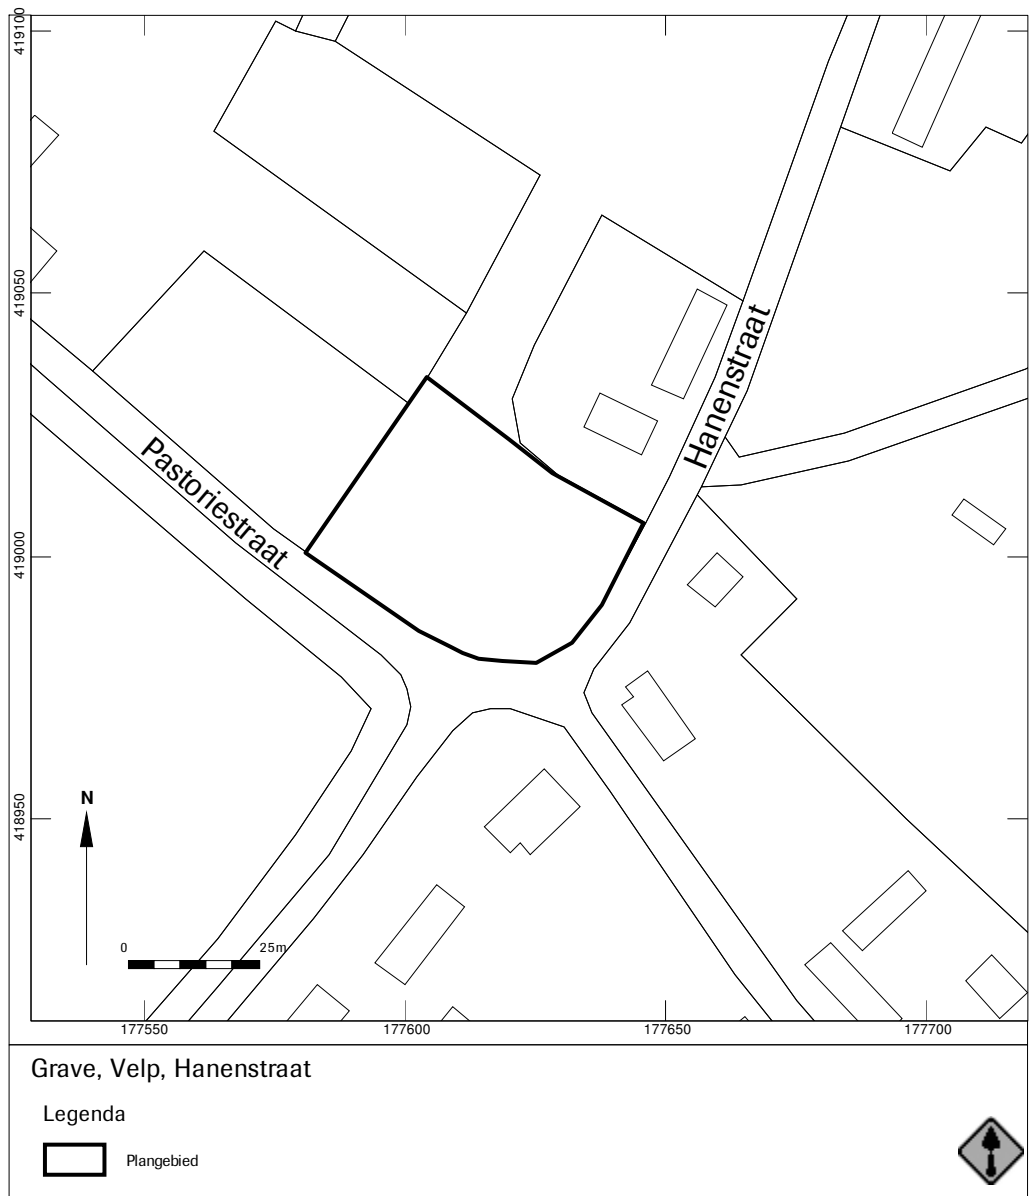 419100
419050
419000
418950
Hanenstraat
Pastoriestraat
N
0 25m
177550 177600 177650 177700
Grave, Velp, Hanenstraat
Legenda
Plangebied